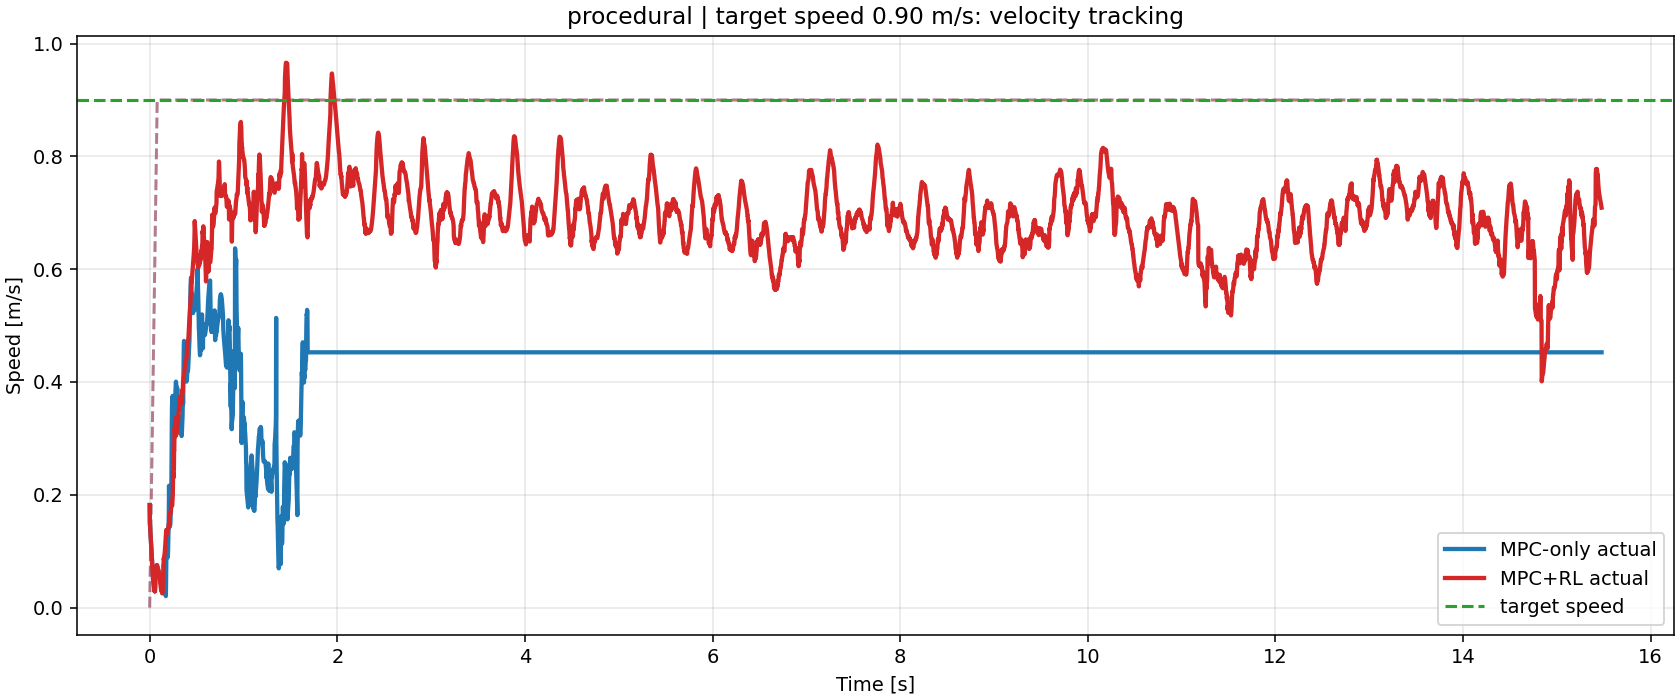 procedural | target speed 0.90 m/s: velocity tracking
Speed [m/s]
1.0
0.8
0.6
0.4
0.2
0.0
MPC-only actual
MPC+RL actual
target speed
0 2 4 6 8 10 12 14 16
Time [s]